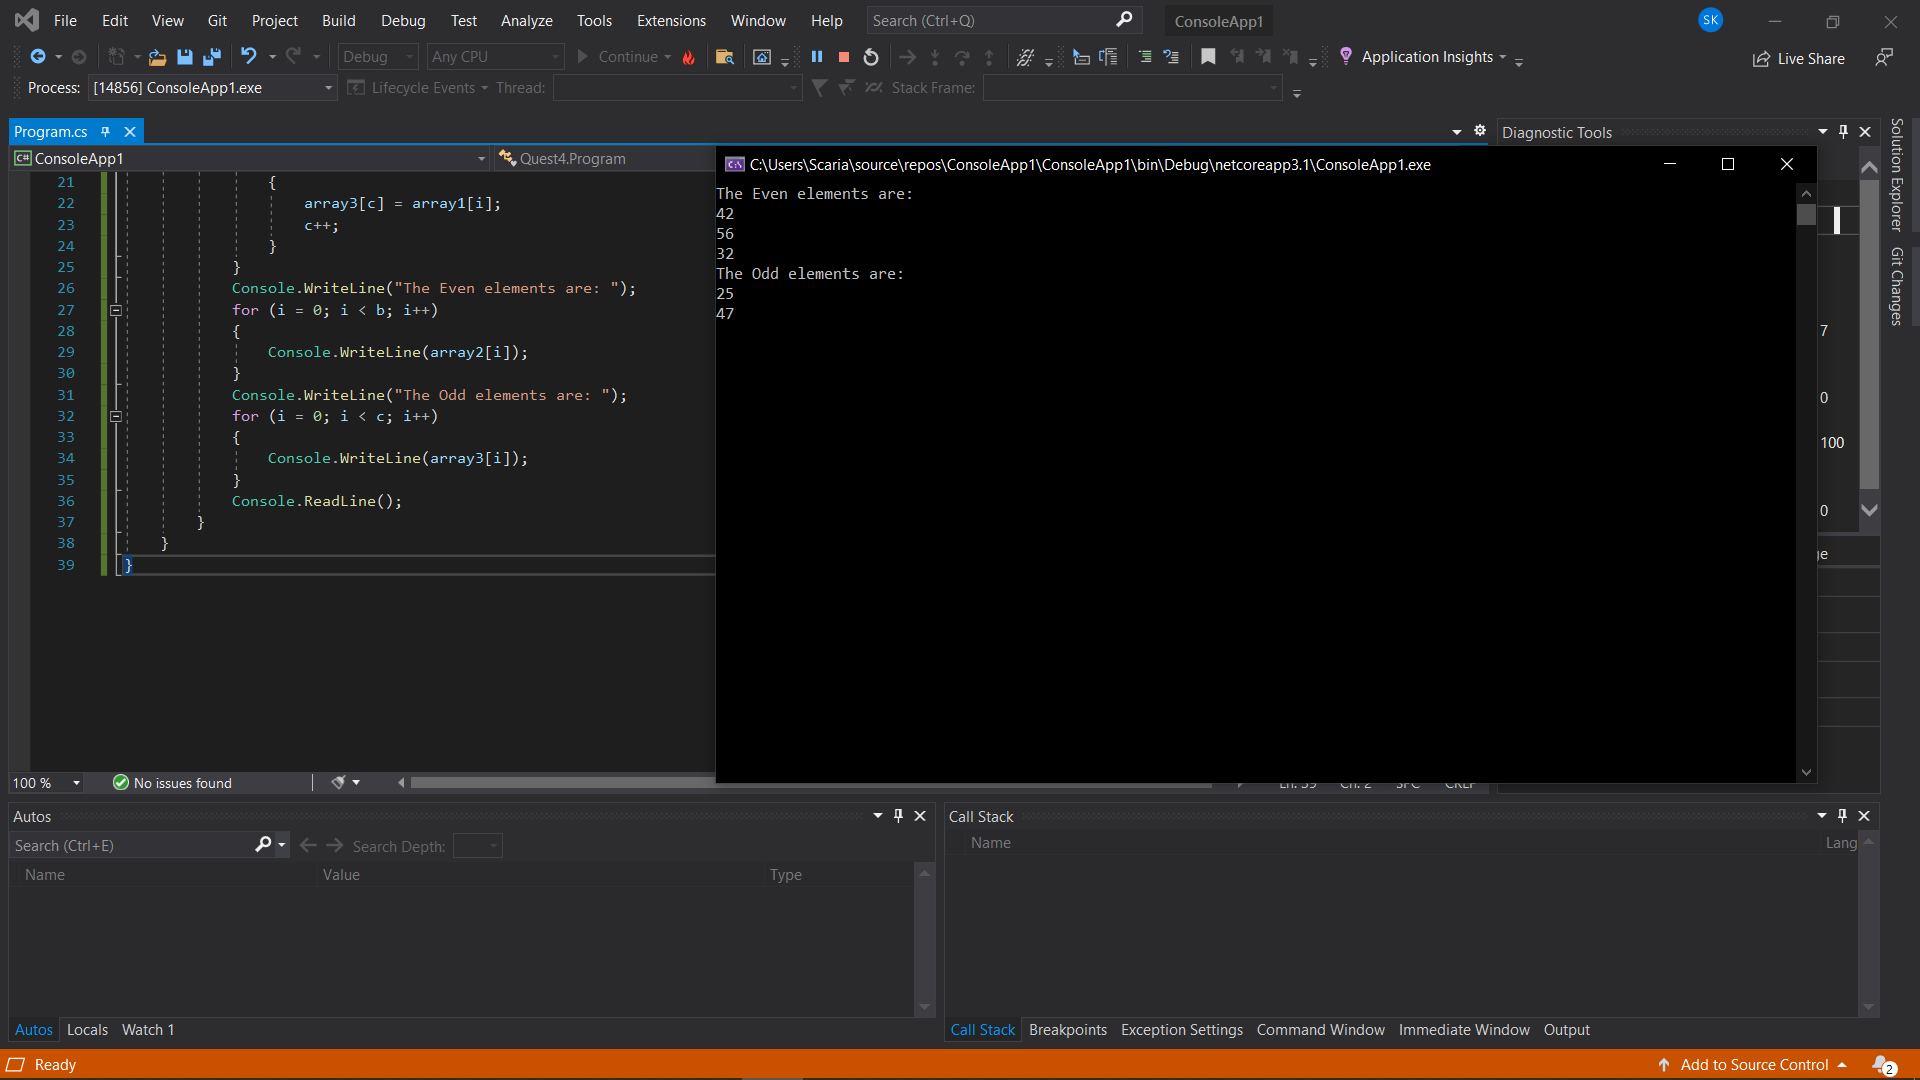 File Edit View Git Project Build Debug Test Analyze Tools Extensions Window Help Search (Ctrl+Q) ConsoleApp1 SK
Debug Any CPU Continue Application Insights Live Share
Process: [14856] ConsoleApp1.exe Lifecycle Events Thread: Stack Frame:
Program.cs
Diagnostic Tools
C# ConsoleApp1 Quest4.Program
21 {
22 array3[c] = array1[i];
23 c++;
24 }
25 }
26 Console.WriteLine("The Even elements are: ");
27 for (i = 0; i < b; i++)
28 {
29 Console.WriteLine(array2[i]);
30 }
31 Console.WriteLine("The Odd elements are: ");
32 for (i = 0; i < c; i++)
33 {
34 Console.WriteLine(array3[i]);
35 }
36 Console.ReadLine();
37 }
38 }
39 }
C:\Users\Scaria\source\repos\ConsoleApp1\ConsoleApp1\bin\Debug\netcoreapp3.1\ConsoleApp1.exe
The Even elements are:
42
56
32
The Odd elements are:
25
47
7
0
100
0
Solution Explorer
Git Changes
100 % No issues found
Autos
Search (Ctrl+E) Search Depth:
Name Value Type
Autos Locals Watch 1
Call Stack
Name Lang
Call Stack Breakpoints Exception Settings Command Window Immediate Window Output
Ready Add to Source Control 2